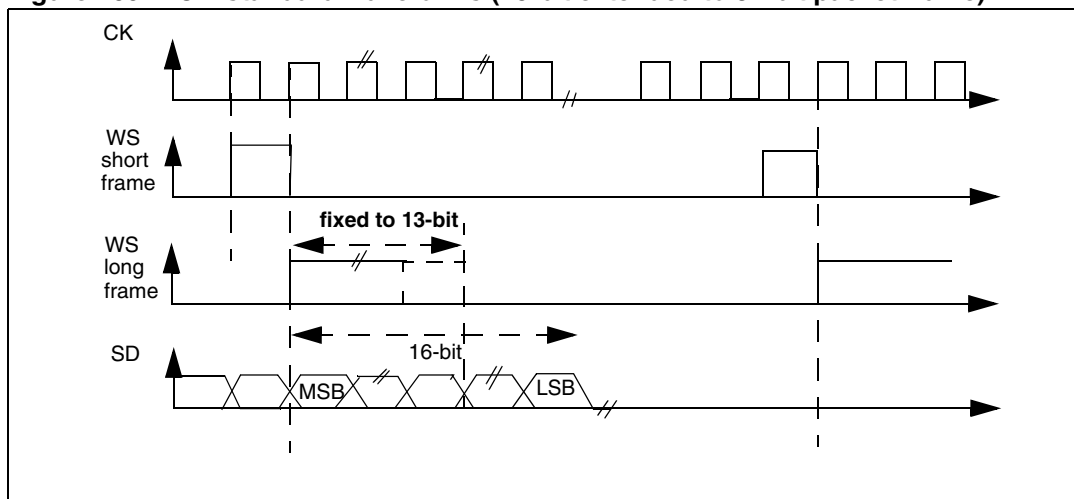 CK
WS
short
frame
fixed to 13-bit
WS
long
frame
16-bit
SD
MSB
LSB